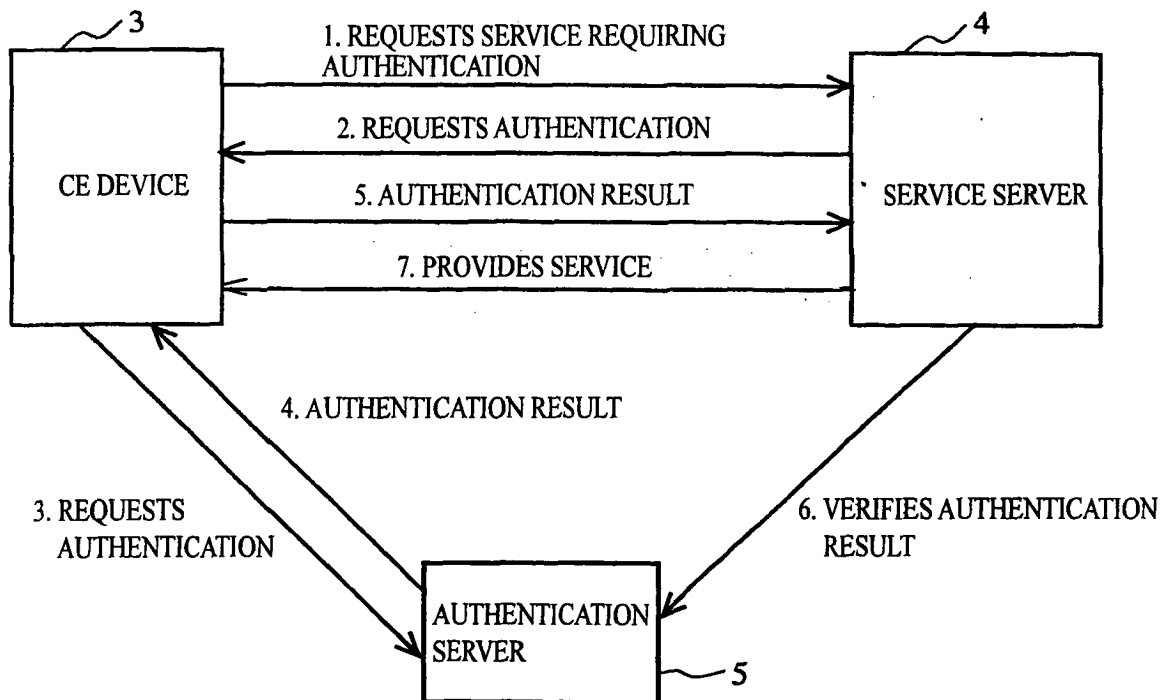 3
4
1. REQUESTS SERVICE REQUIRING
AUTHENTICATION
2. REQUESTS AUTHENTICATION
CE DEVICE
SERVICE SERVER
5. AUTHENTICATION RESULT
7. PROVIDES SERVICE
4. AUTHENTICATION RESULT
3. REQUESTS
AUTHENTICATION
6. VERIFIES AUTHENTICATION
RESULT
AUTHENTICATION
SERVER
5